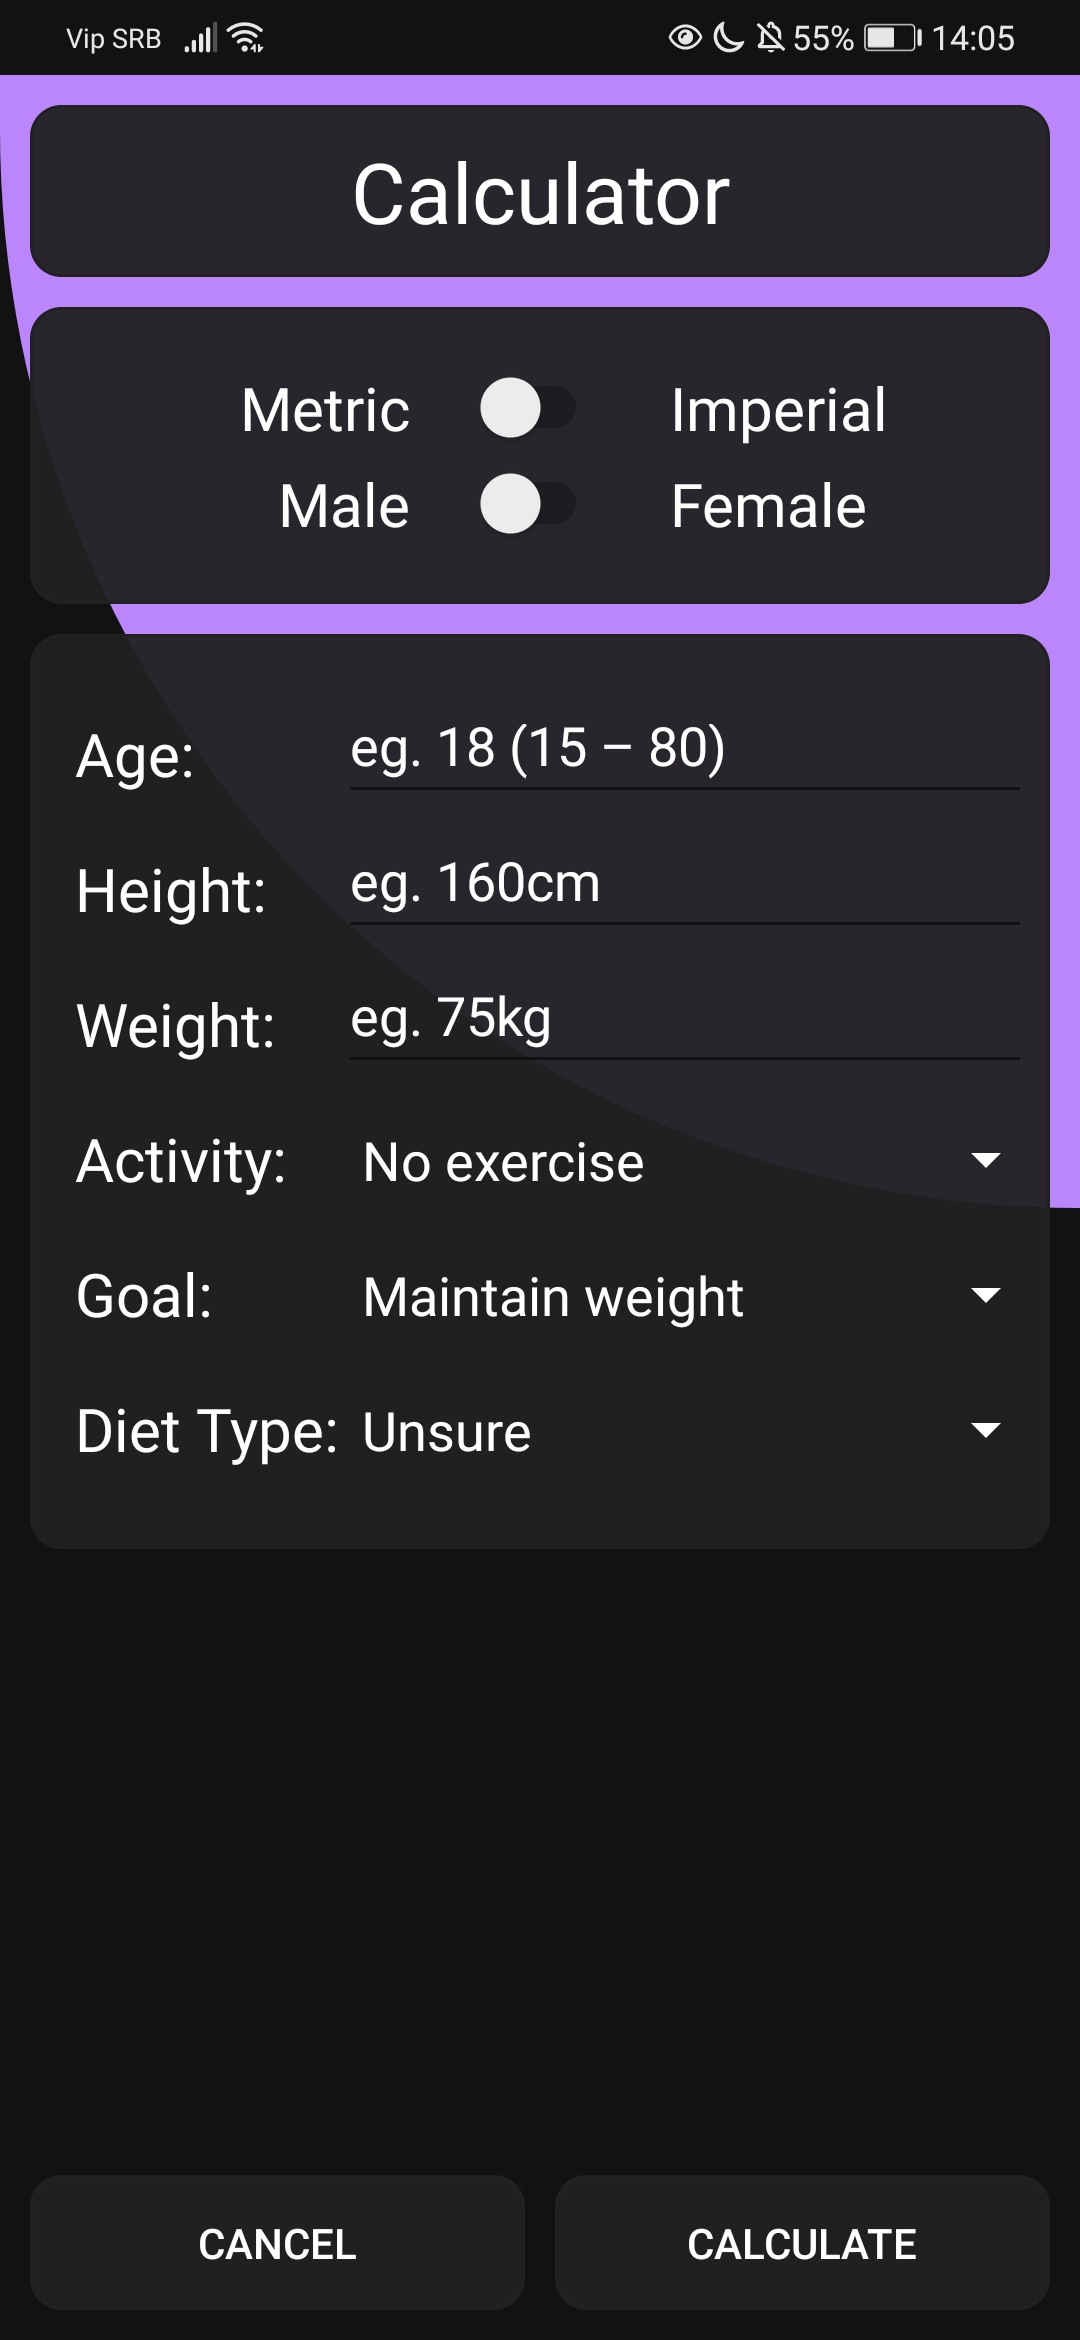 Vip SRB 55% 14:05
Calculator
Metric Imperial
Male Female
Age: eg. 18 (15 – 80)
Height: eg. 160cm
Weight: eg. 75kg
Activity: No exercise
Goal: Maintain weight
Diet Type: Unsure
CANCEL CALCULATE